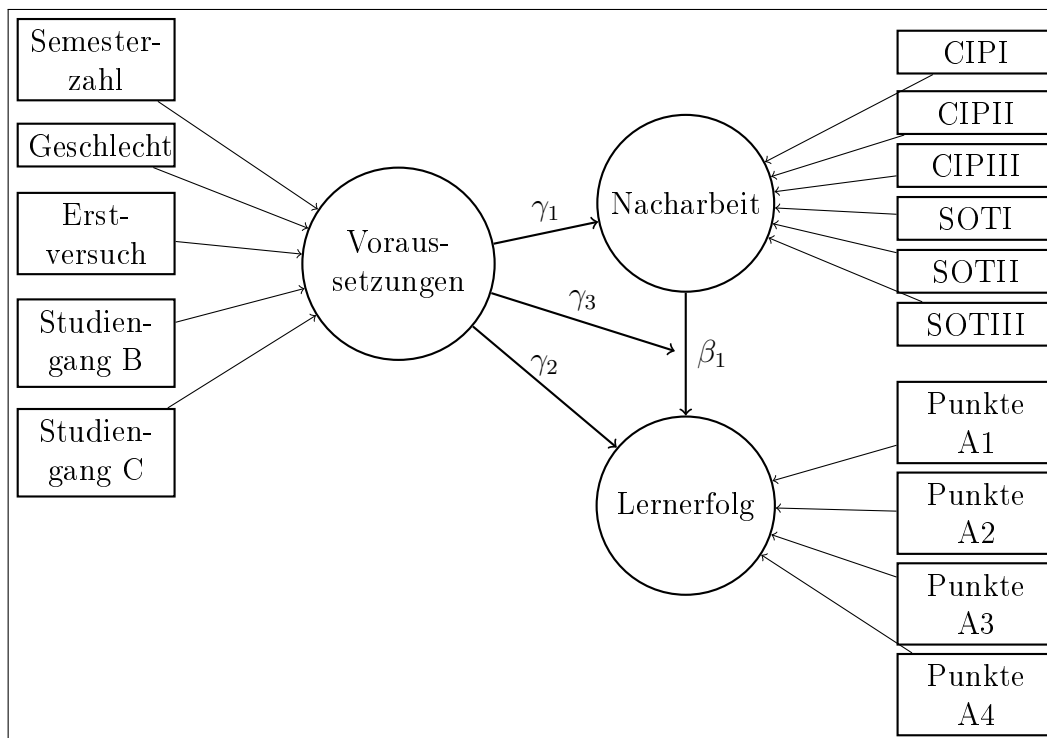 Semester-
zahl
Geschlecht
Erst-
versuch
Studien-
gang B
Studien-
gang C
Voraus-
setzungen
γ₁
γ₃
γ₂
Nacharbeit
β₁
Lernerfolg
CIPI
CIPII
CIPIII
SOTI
SOTII
SOTIII
Punkte
A1
Punkte
A2
Punkte
A3
Punkte
A4